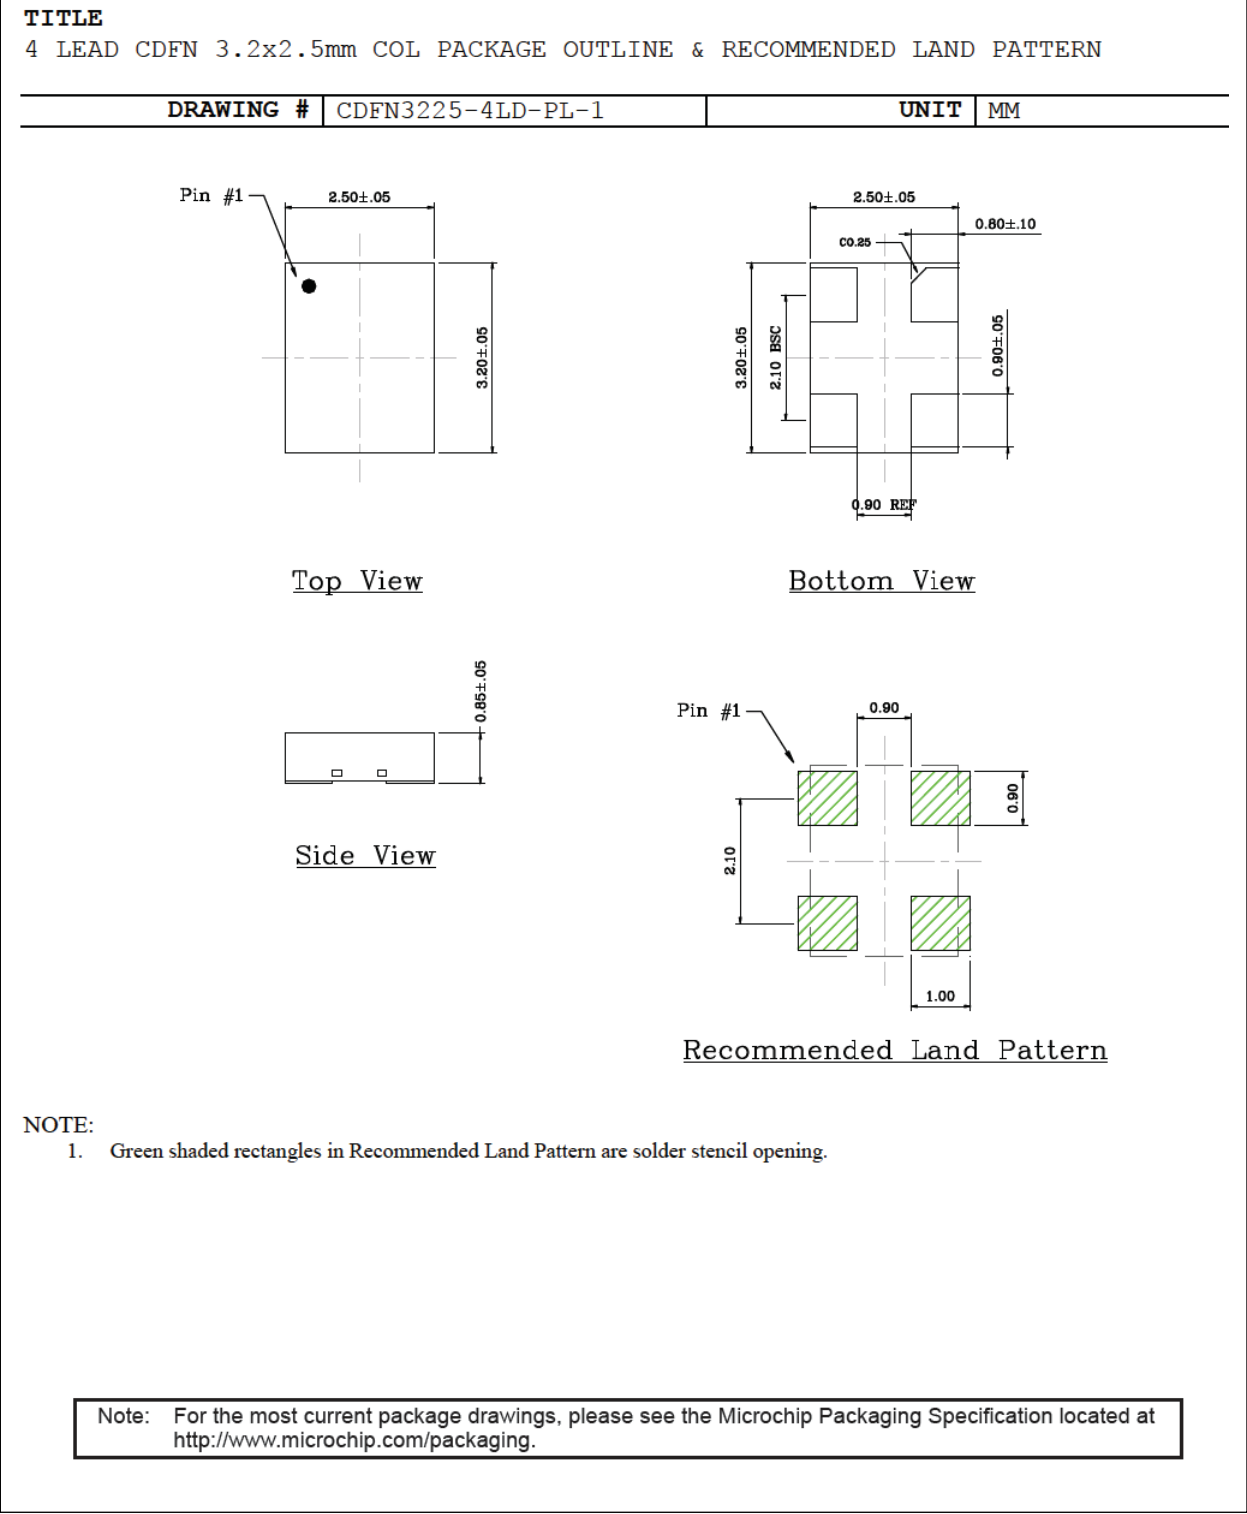 TITLE
4 LEAD CDFN 3.2x2.5mm COL PACKAGE OUTLINE & RECOMMENDED LAND PATTERN
DRAWING # CDFN3225-4LD-PL-1 UNIT MM
Pin #1
2.50±.05
3.20±.05
Top View
2.50±.05
0.80±.10
C0.25
3.20±.05
2.10 BSC
0.90±.05
0.90 REF
Bottom View
0.85±.05
Side View
Pin #1
0.90
0.90
2.10
1.00
Recommended Land Pattern
NOTE:
1. Green shaded rectangles in Recommended Land Pattern are solder stencil opening.
Note: For the most current package drawings, please see the Microchip Packaging Specification located at
http://www.microchip.com/packaging.